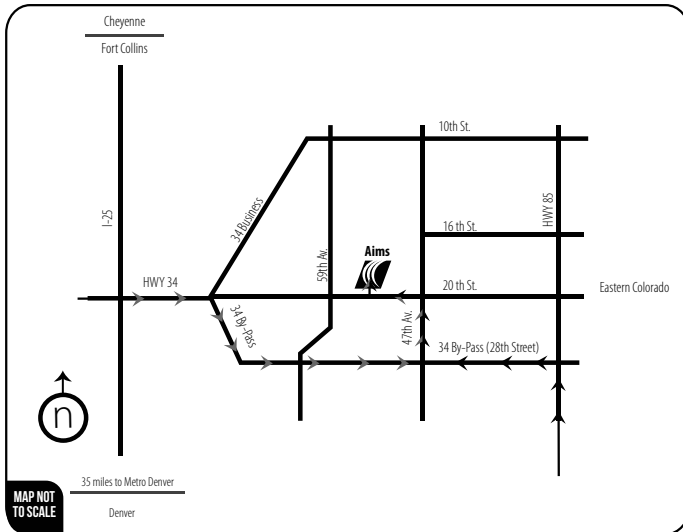 Cheyenne
Fort Collins
10th St.
I-25
34 Business
59th Av.
HWY 85
16 th St.
Aims
HWY 34
34 By-Pass
20 th St.
Eastern Colorado
47th Av.
34 By-Pass (28th Street)
n
35 miles to Metro Denver
MAP NOT
TO SCALE
Denver